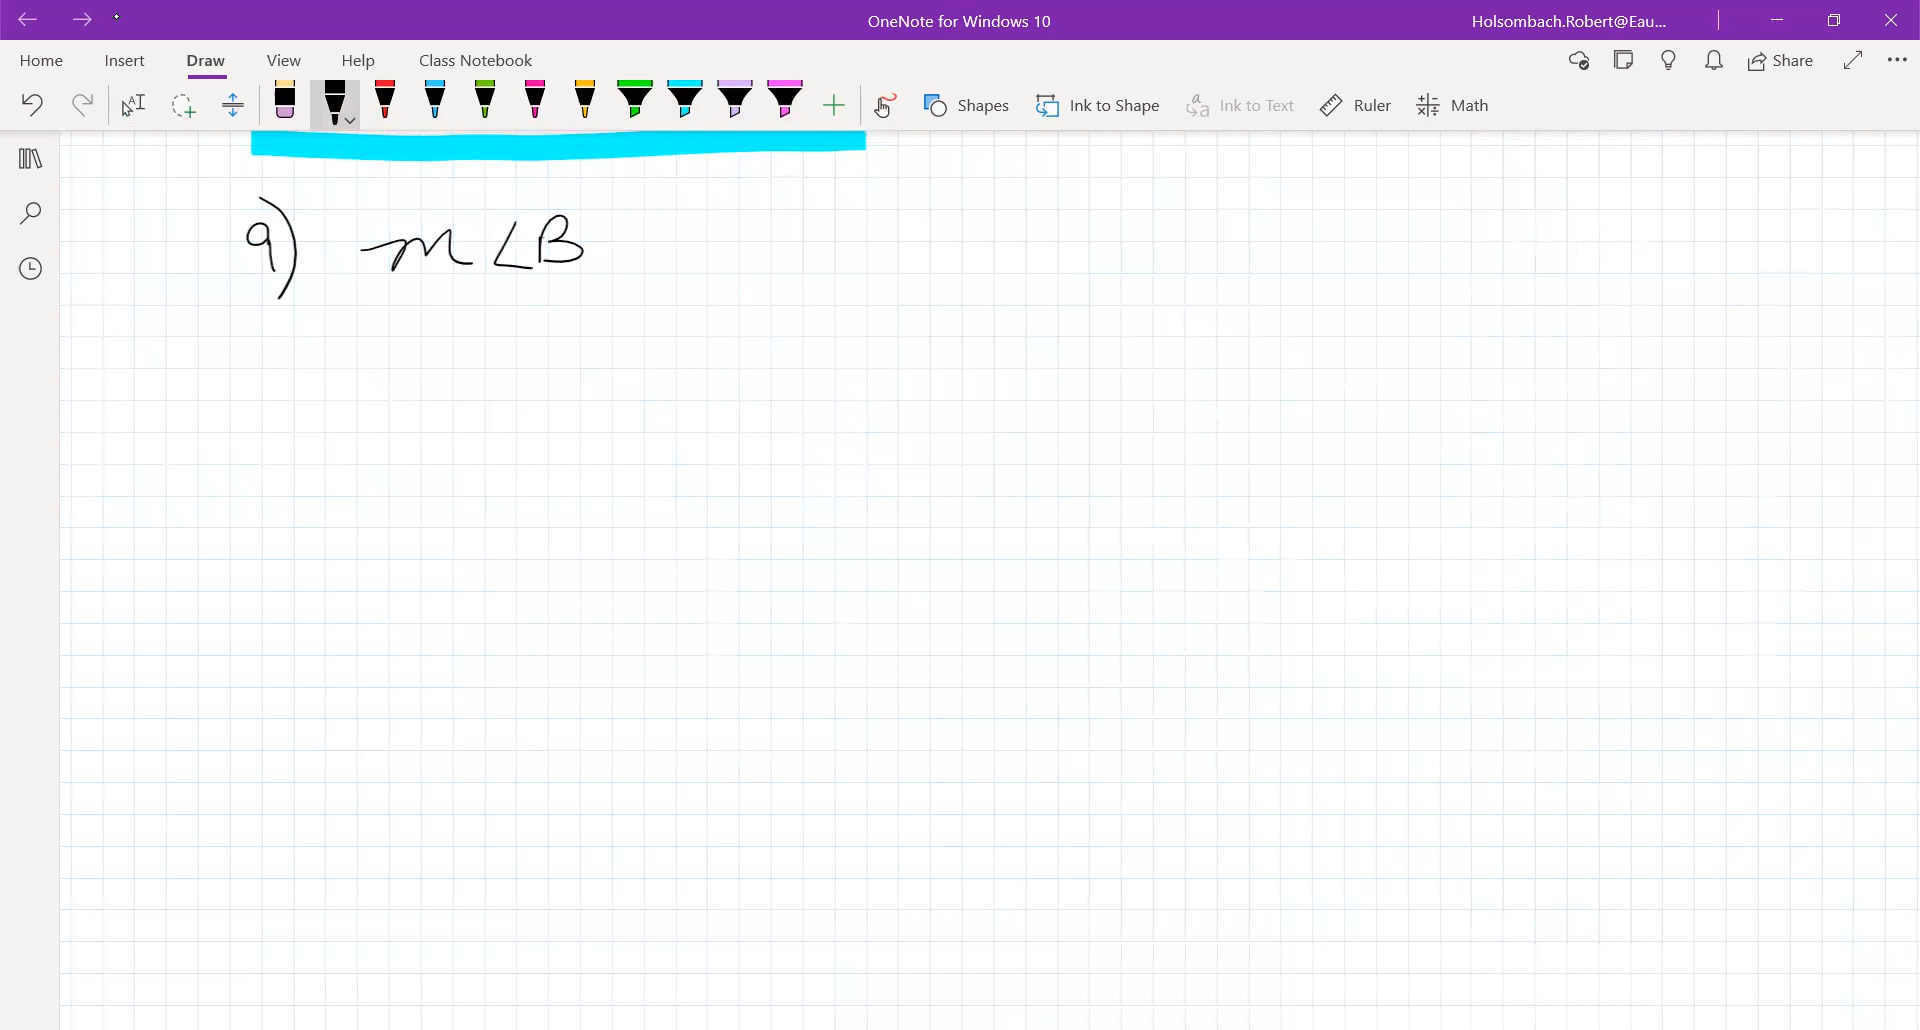 OneNote for Windows 10
Holsombach.Robert@Eau...
Home Insert Draw View Help Class Notebook Share
Shapes Ink to Shape Ink to Text Ruler Math
9) m∠B